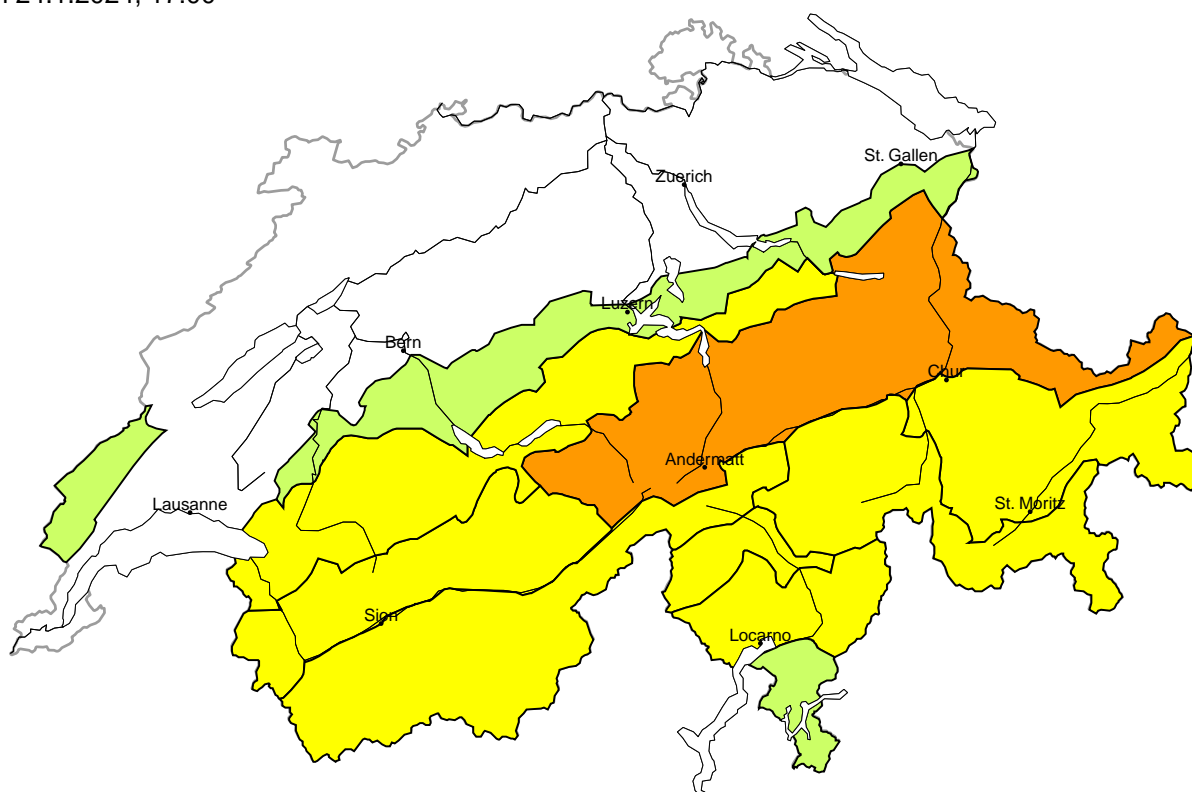 St. Gallen
Zuerich
Luzern
Bern
Chur
Andermatt
Lausanne
St. Moritz
Sion
Locarno